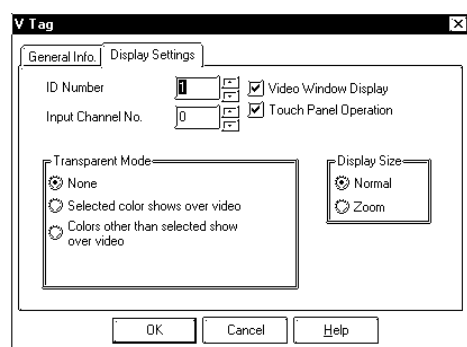 V Tag
General Info. Display Settings
ID Number 1 Video Window Display
Input Channel No. 0 Touch Panel Operation
Transparent Mode Display Size
None Normal
Selected color shows over video Zoom
Colors other than selected show
over video
OK Cancel Help